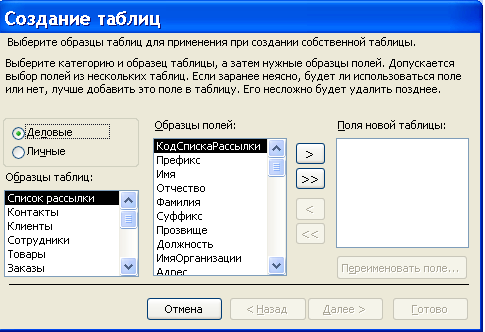 Создание таблиц
Выберите образцы таблиц для применения при создании собственной таблицы.
Выберите категорию и образец таблицы, а затем нужные образцы полей. Допускается
выбор полей из нескольких таблиц. Если заранее неясно, будет ли использоваться поле
или нет, лучше добавить это поле в таблицу. Его несложно будет удалить позднее.
Деловые
Личные
Образцы таблиц:
Список рассылки
Контакты
Клиенты
Сотрудники
Товары
Заказы
Образцы полей:
КодСпискаРассылки
Префикс
Имя
Отчество
Фамилия
Суффикс
Прозвище
Должность
ИмяОрганизации
Адрес
>
>>
<
<<
Поля новой таблицы:
Переименовать поле...
Отмена
< Назад
Далее >
Готово